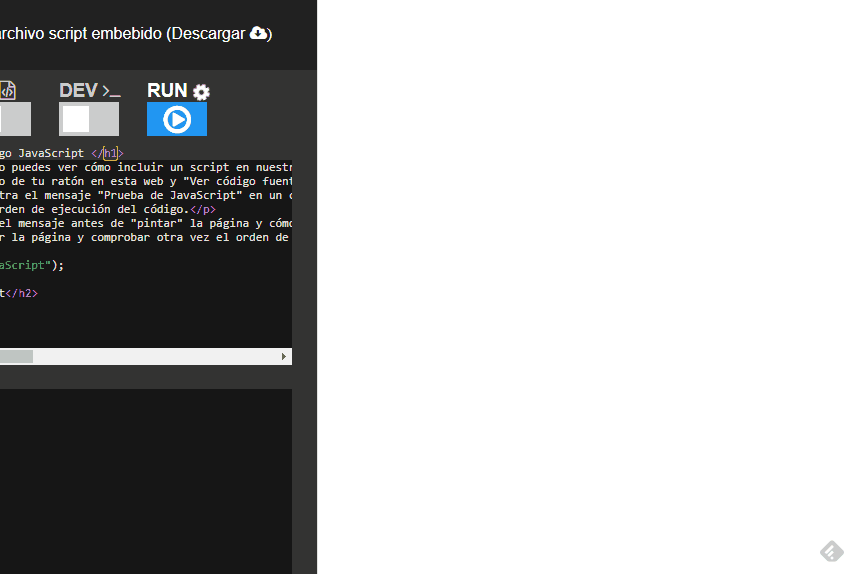 archivo script embebido (Descargar )
DEV >_ RUN
go JavaScript </h1>
o puedes ver cómo incluir un script en nuestr
o de tu ratón en esta web y "Ver código fuent
tra el mensaje "Prueba de JavaScript" en un c
rden de ejecución del código.</p>
el mensaje antes de "pintar" la página y cómo
r la página y comprobar otra vez el orden de
aScript");
t</h2>